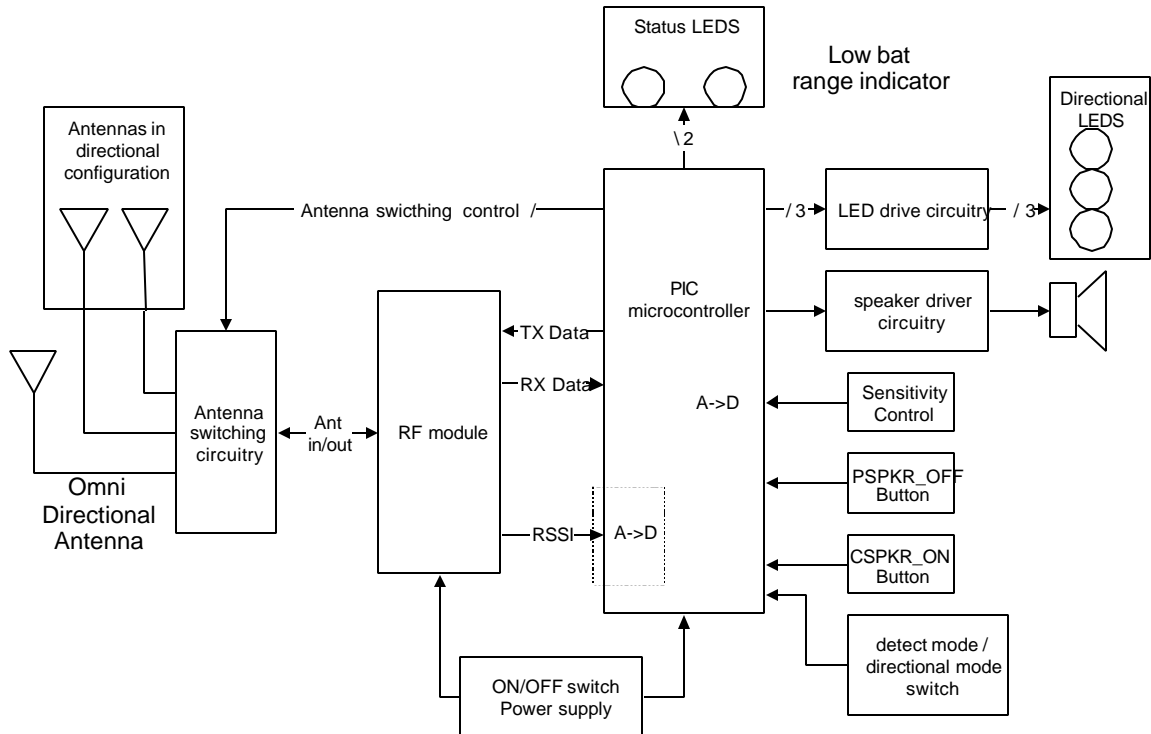 Status LEDS
Low bat
range indicator
\ 2
Directional
LEDS
Antennas in
directional
configuration
Antenna swicthing control /
/ 3
LED drive circuitry
/ 3
PIC
microcontroller
speaker driver
circuitry
TX Data
RX Data
Antenna
switching
circuitry
Ant
in/out
RF module
A->D
Sensitivity
Control
Omni
Directional
Antenna
PSPKR_OFF
Button
RSSI
A->D
CSPKR_ON
Button
detect mode /
directional mode
switch
ON/OFF switch
Power supply